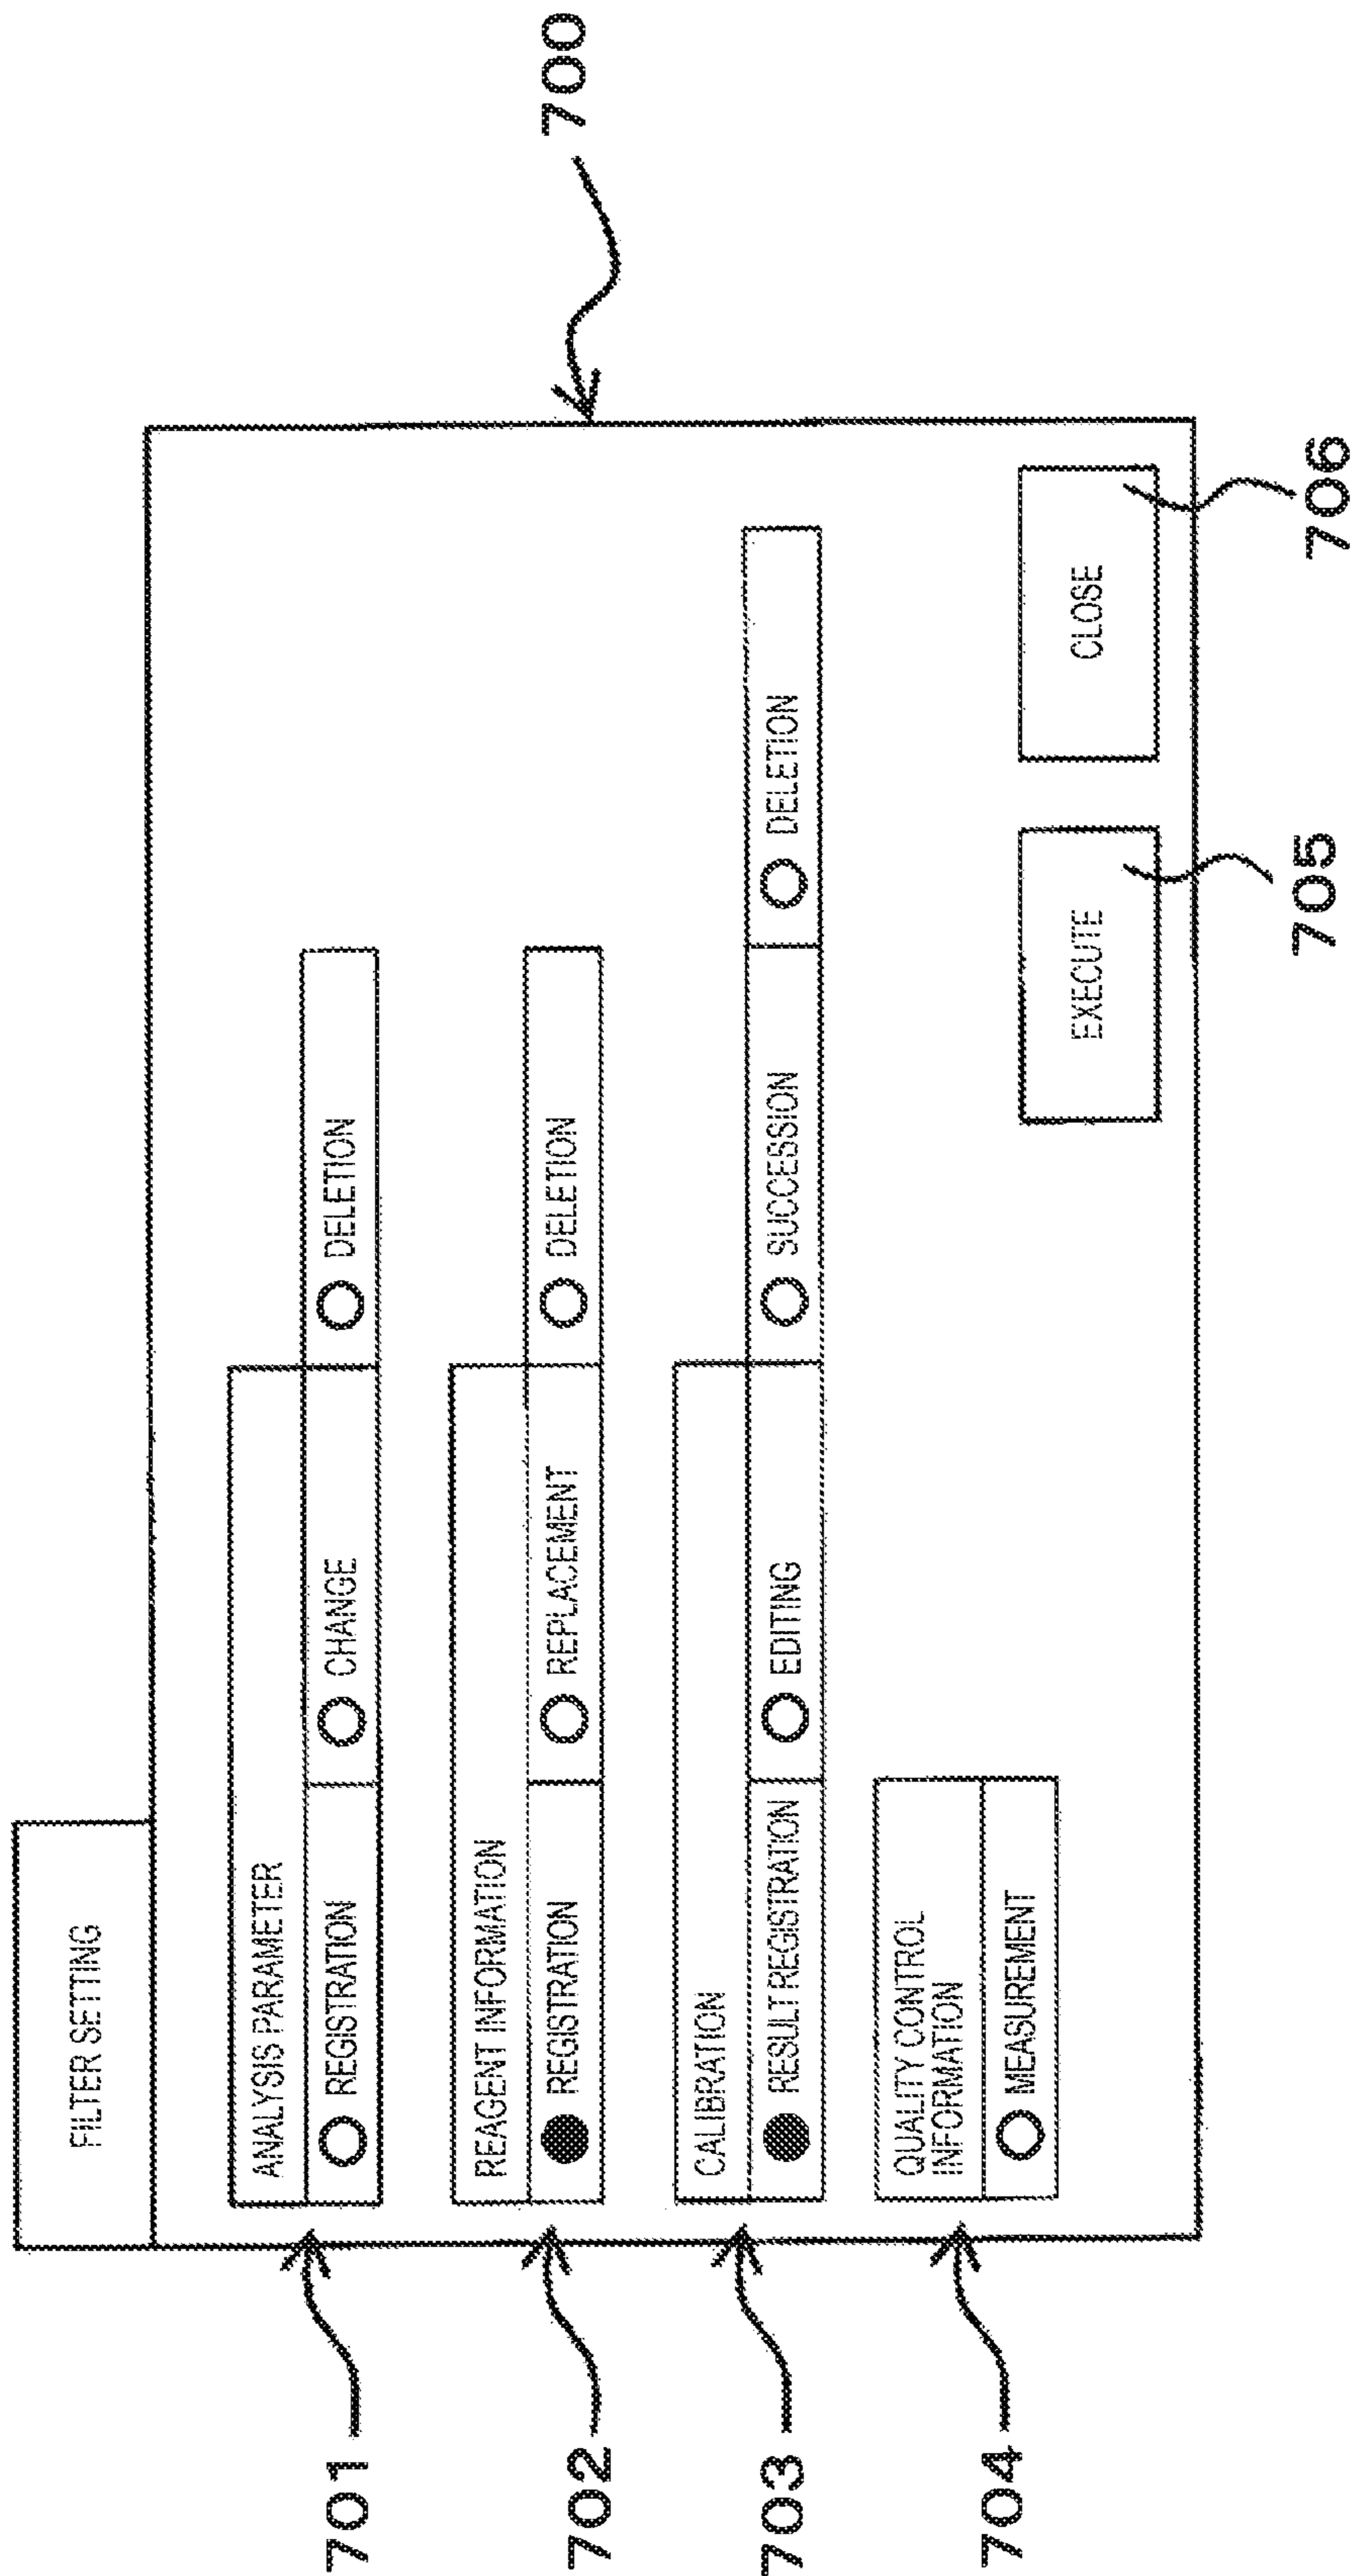 FILTER SETTING
700
701
ANALYSIS PARAMETER
REGISTRATION
CHANGE
DELETION
702
REAGENT INFORMATION
REGISTRATION
REPLACEMENT
DELETION
703
CALIBRATION
RESULT REGISTRATION
EDITING
SUCCESSION
DELETION
704
QUALITY CONTROL
INFORMATION
MEASUREMENT
EXECUTE
CLOSE
705
706